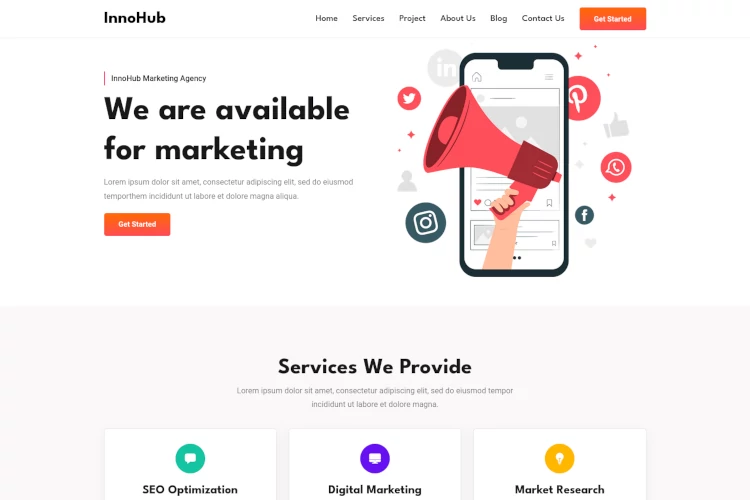 InnoHub
Home Services Project About Us Blog Contact Us Get Started
InnoHub Marketing Agency
We are available
for marketing
Lorem ipsum dolor sit amet, consectetur adipiscing elit, sed do eiusmod
temporthem incididunt ut labore et dolore magna aliqua.
Get Started
Services We Provide
Lorem ipsum dolor sit amet, consectetur adipiscing elit, sed do eiusmod tempor
incididunt ut labore et dolore magna.
SEO Optimization
Digital Marketing
Market Research